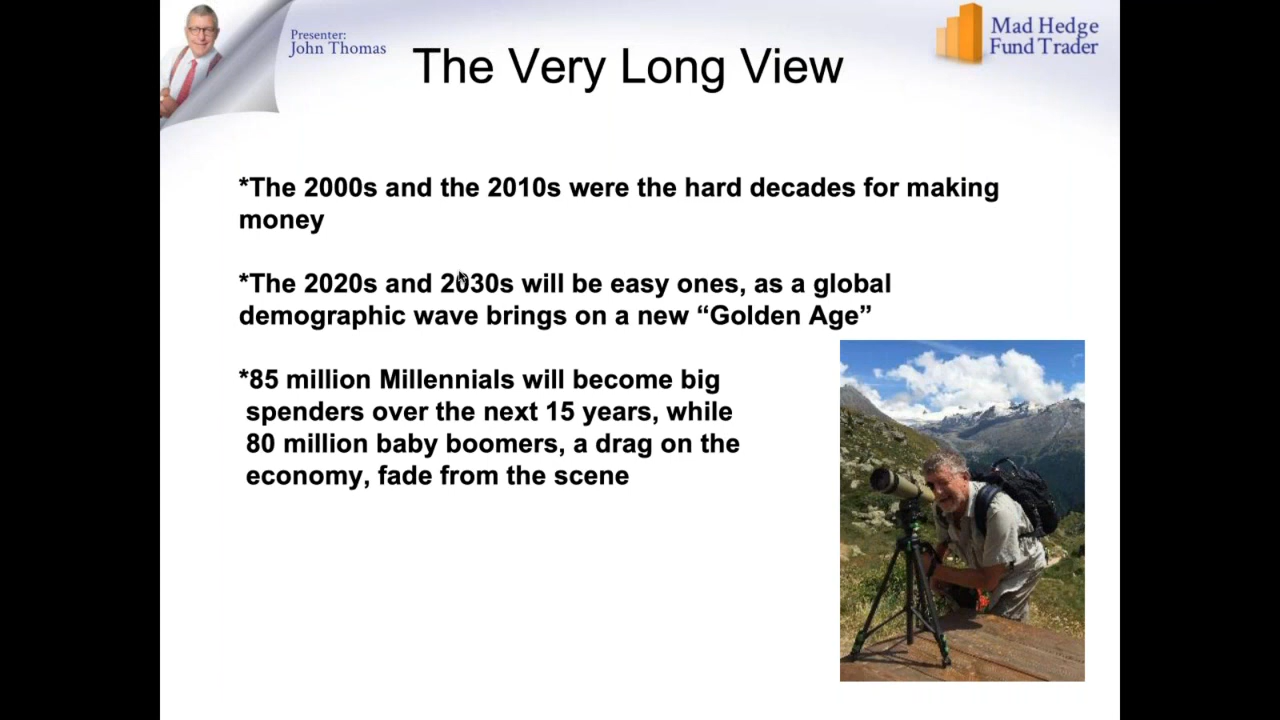 Presenter:
John Thomas
The Very Long View
Mad Hedge
Fund Trader
*The 2000s and the 2010s were the hard decades for making
money
*The 2020s and 2030s will be easy ones, as a global
demographic wave brings on a new “Golden Age”
*85 million Millennials will become big
spenders over the next 15 years, while
80 million baby boomers, a drag on the
economy, fade from the scene